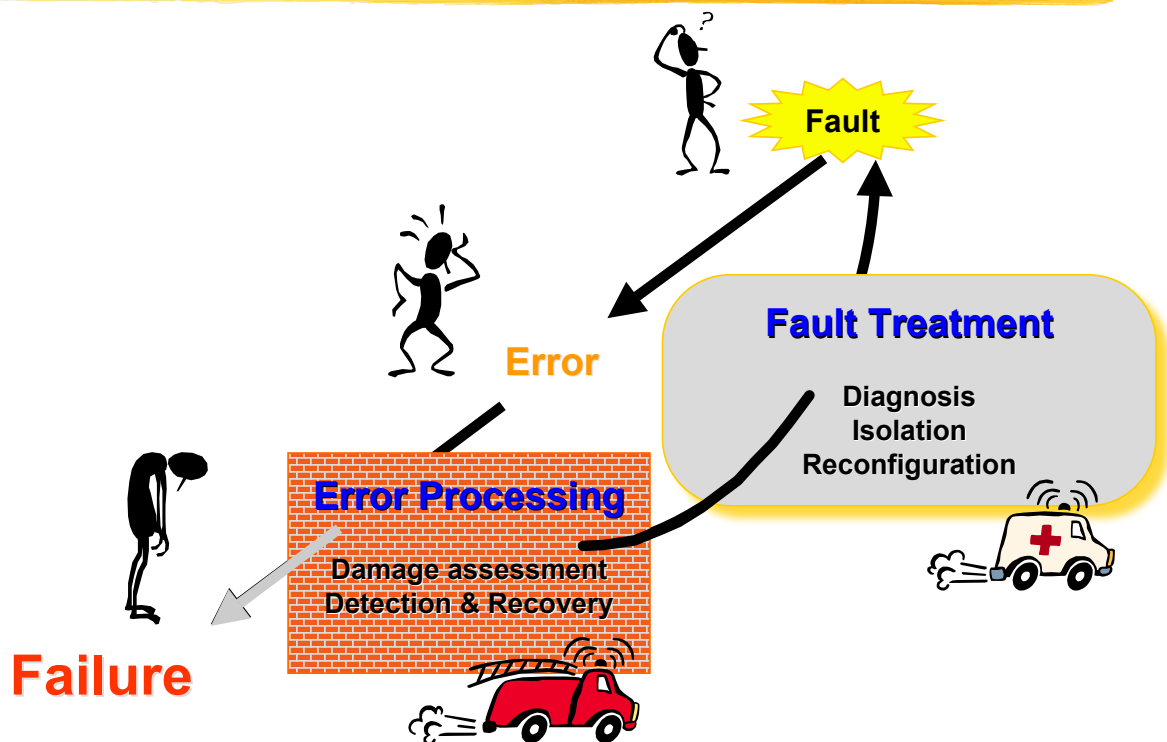 ?
Fault
Fault Treatment
Diagnosis
Isolation
Reconfiguration
Error
Error Processing
Damage assessment
Detection & Recovery
Failure